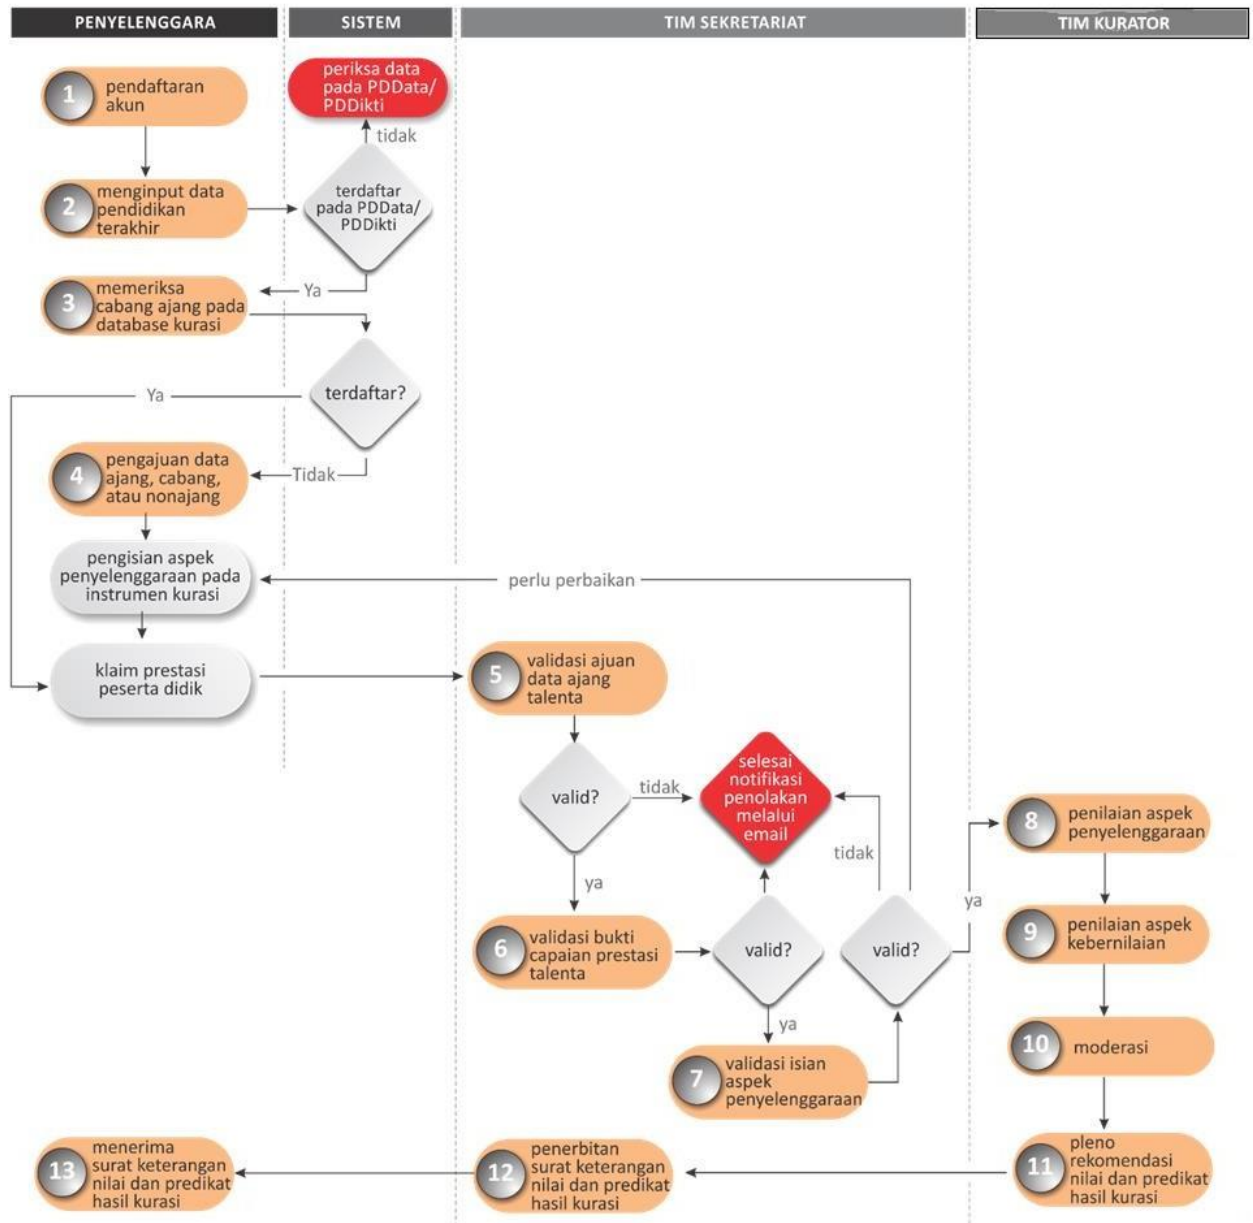 PENYELENGGARA
SISTEM
TIM SEKRETARIAT
TIM KURATOR
1
pendaftaran
akun
periksa data
pada PDData/
PDDikti
tidak
2
menginput data
pendidikan
terakhir
terdaftar
pada PDData/
PDDikti
Ya
3
memeriksa
cabang ajang pada
database kurasi
terdaftar?
Ya
Tidak
4
pengajuan data
ajang, cabang,
atau nonajang
pengisian aspek
penyelenggaraan pada
instrumen kurasi
perlu perbaikan
klaim prestasi
peserta didik
5
validasi ajuan
data ajang
talenta
valid?
tidak
selesai
notifikasi
penolakan
melalui
email
ya
tidak
6
validasi bukti
capaian prestasi
talenta
valid?
valid?
ya
ya
7
validasi isian
aspek
penyelenggaraan
8
penilaian aspek
penyelenggaraan
9
penilaian aspek
kebernilaian
10
moderasi
11
pleno
rekomendasi
nilai dan predikat
hasil kurasi
12
penerbitan
surat keterangan
nilai dan predikat
hasil kurasi
13
menerima
surat keterangan
nilai dan predikat
hasil kurasi